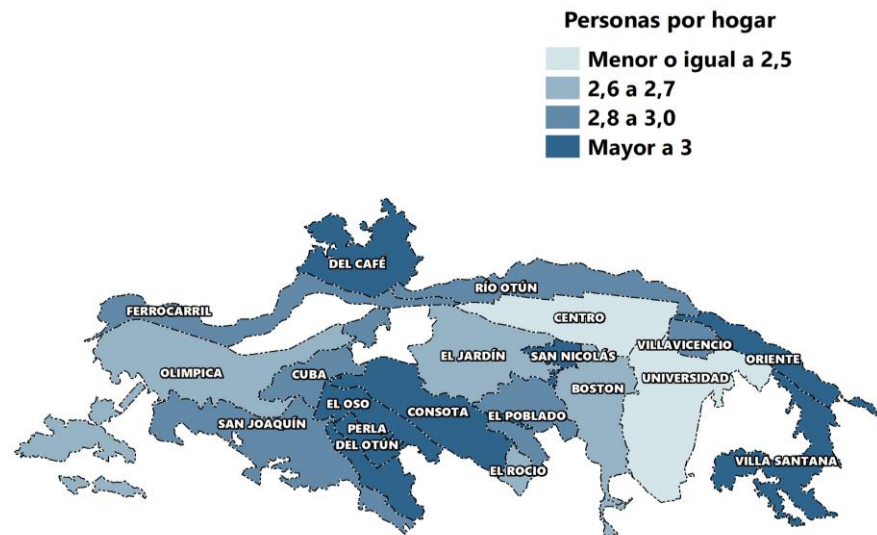 Personas por hogar
Menor o igual a 2,5
2,6 a 2,7
2,8 a 3,0
Mayor a 3
DEL CAFÉ
RÍO OTÚN
FERROCARRIL
CENTRO
VILLAVICENCIO
EL JARDÍN
SAN NICOLÁS
ORIENTE
OLIMPICA
CUBA
BOSTON
UNIVERSIDAD
EL OSO
CONSOTA
EL POBLADO
SAN JOAQUÍN
PERLA
DEL OTÚN
EL ROCIÓ
VILLA SANTANA